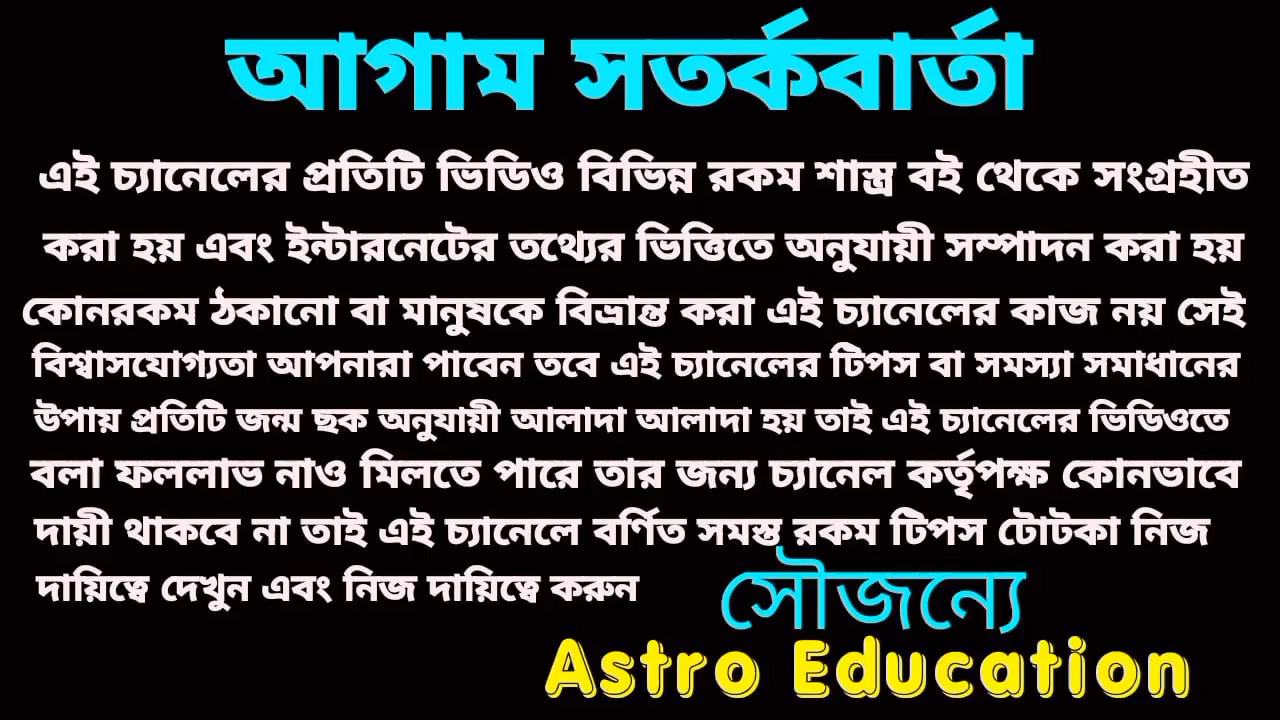 আগাম সতর্কবার্তা
এই চ্যানেলের প্রতিটি ভিডিও বিভিন্ন রকম শাস্ত্র বই থেকে সংগ্রহীত
করা হয় এবং ইন্টারনেটের তথ্যের ভিত্তিতে অনুযায়ী সম্পাদন করা হয়
কোনরকম ঠকানো বা মানুষকে বিভ্রান্ত করা এই চ্যানেলের কাজ নয় সেই
বিশ্বাসযোগ্যতা আপনারা পাবেন তবে এই চ্যানেলের টিপস বা সমস্যা সমাধানের
উপায় প্রতিটি জন্ম ছক অনুযায়ী আলাদা আলাদা হয় তাই এই চ্যানেলের ভিডিওতে
বলা ফললাভ নাও মিলতে পারে তার জন্য চ্যানেল কর্তৃপক্ষ কোনভাবে
দায়ী থাকবে না তাই এই চ্যানেলে বর্ণিত সমস্ত রকম টিপস টোটকা নিজ
দায়িত্বে দেখুন এবং নিজ দায়িত্বে করুন
সৌজন্যে
Astro Education